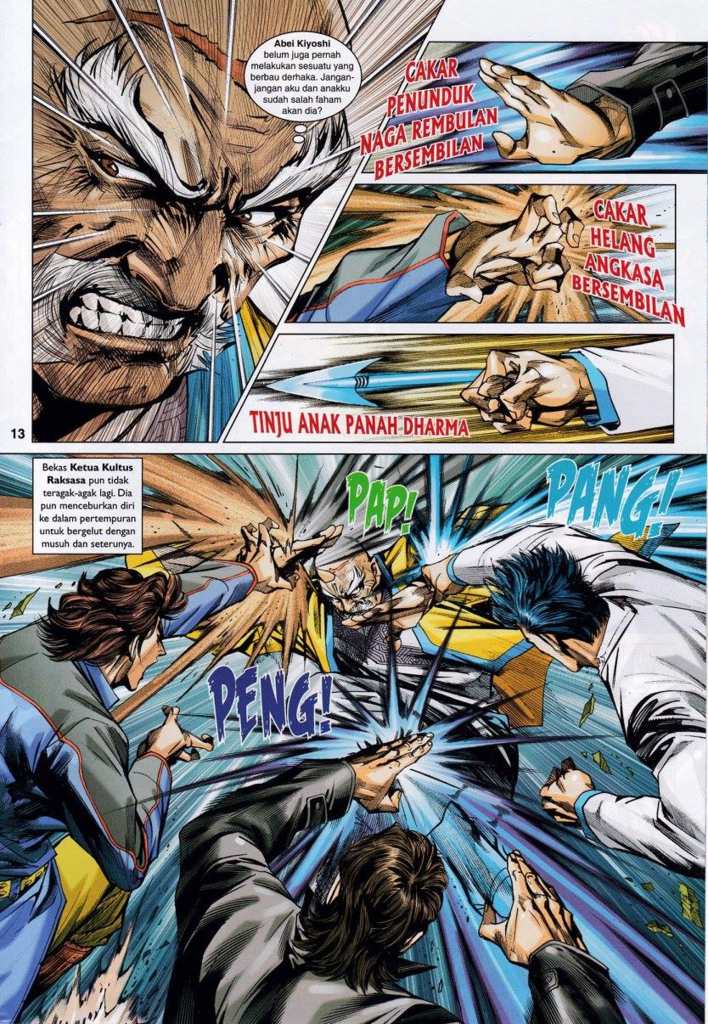 Abei Kiyoshi
belum juga pernah
melakukan sesuatu yang
berbau derhaka. Jangan-
jangan aku dan anakku
sudah salah faham
akan dia?
CAKAR
PENUNDUK
NAGA REMBULAN
BERSEMBILAN
CAKAR
HELANG
ANGKASA
BERSEMBILAN
TINJU ANAK PANAH DHARMA
13
Bekas Ketua Kultus
Raksasa pun tidak
teragak-agak lagi. Dia
pun menceburkan diri
ke dalam pertempuran
untuk bergelut dengan
musuh dan seterunya.
PAP!
PANG!
PENG!